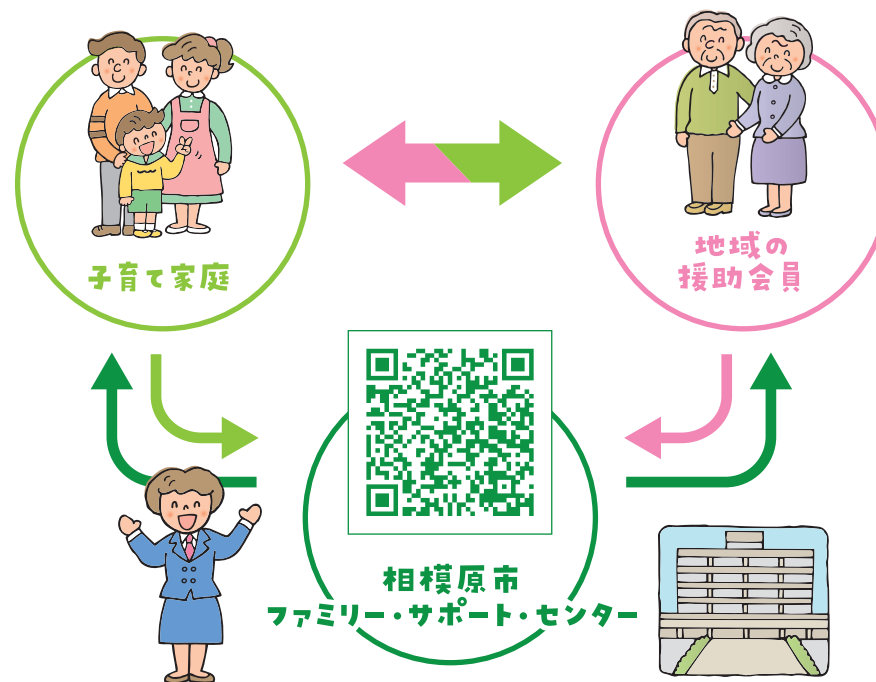 子育て家庭
地域の
援助会員
相模原市
ファミリー・サポート・センター